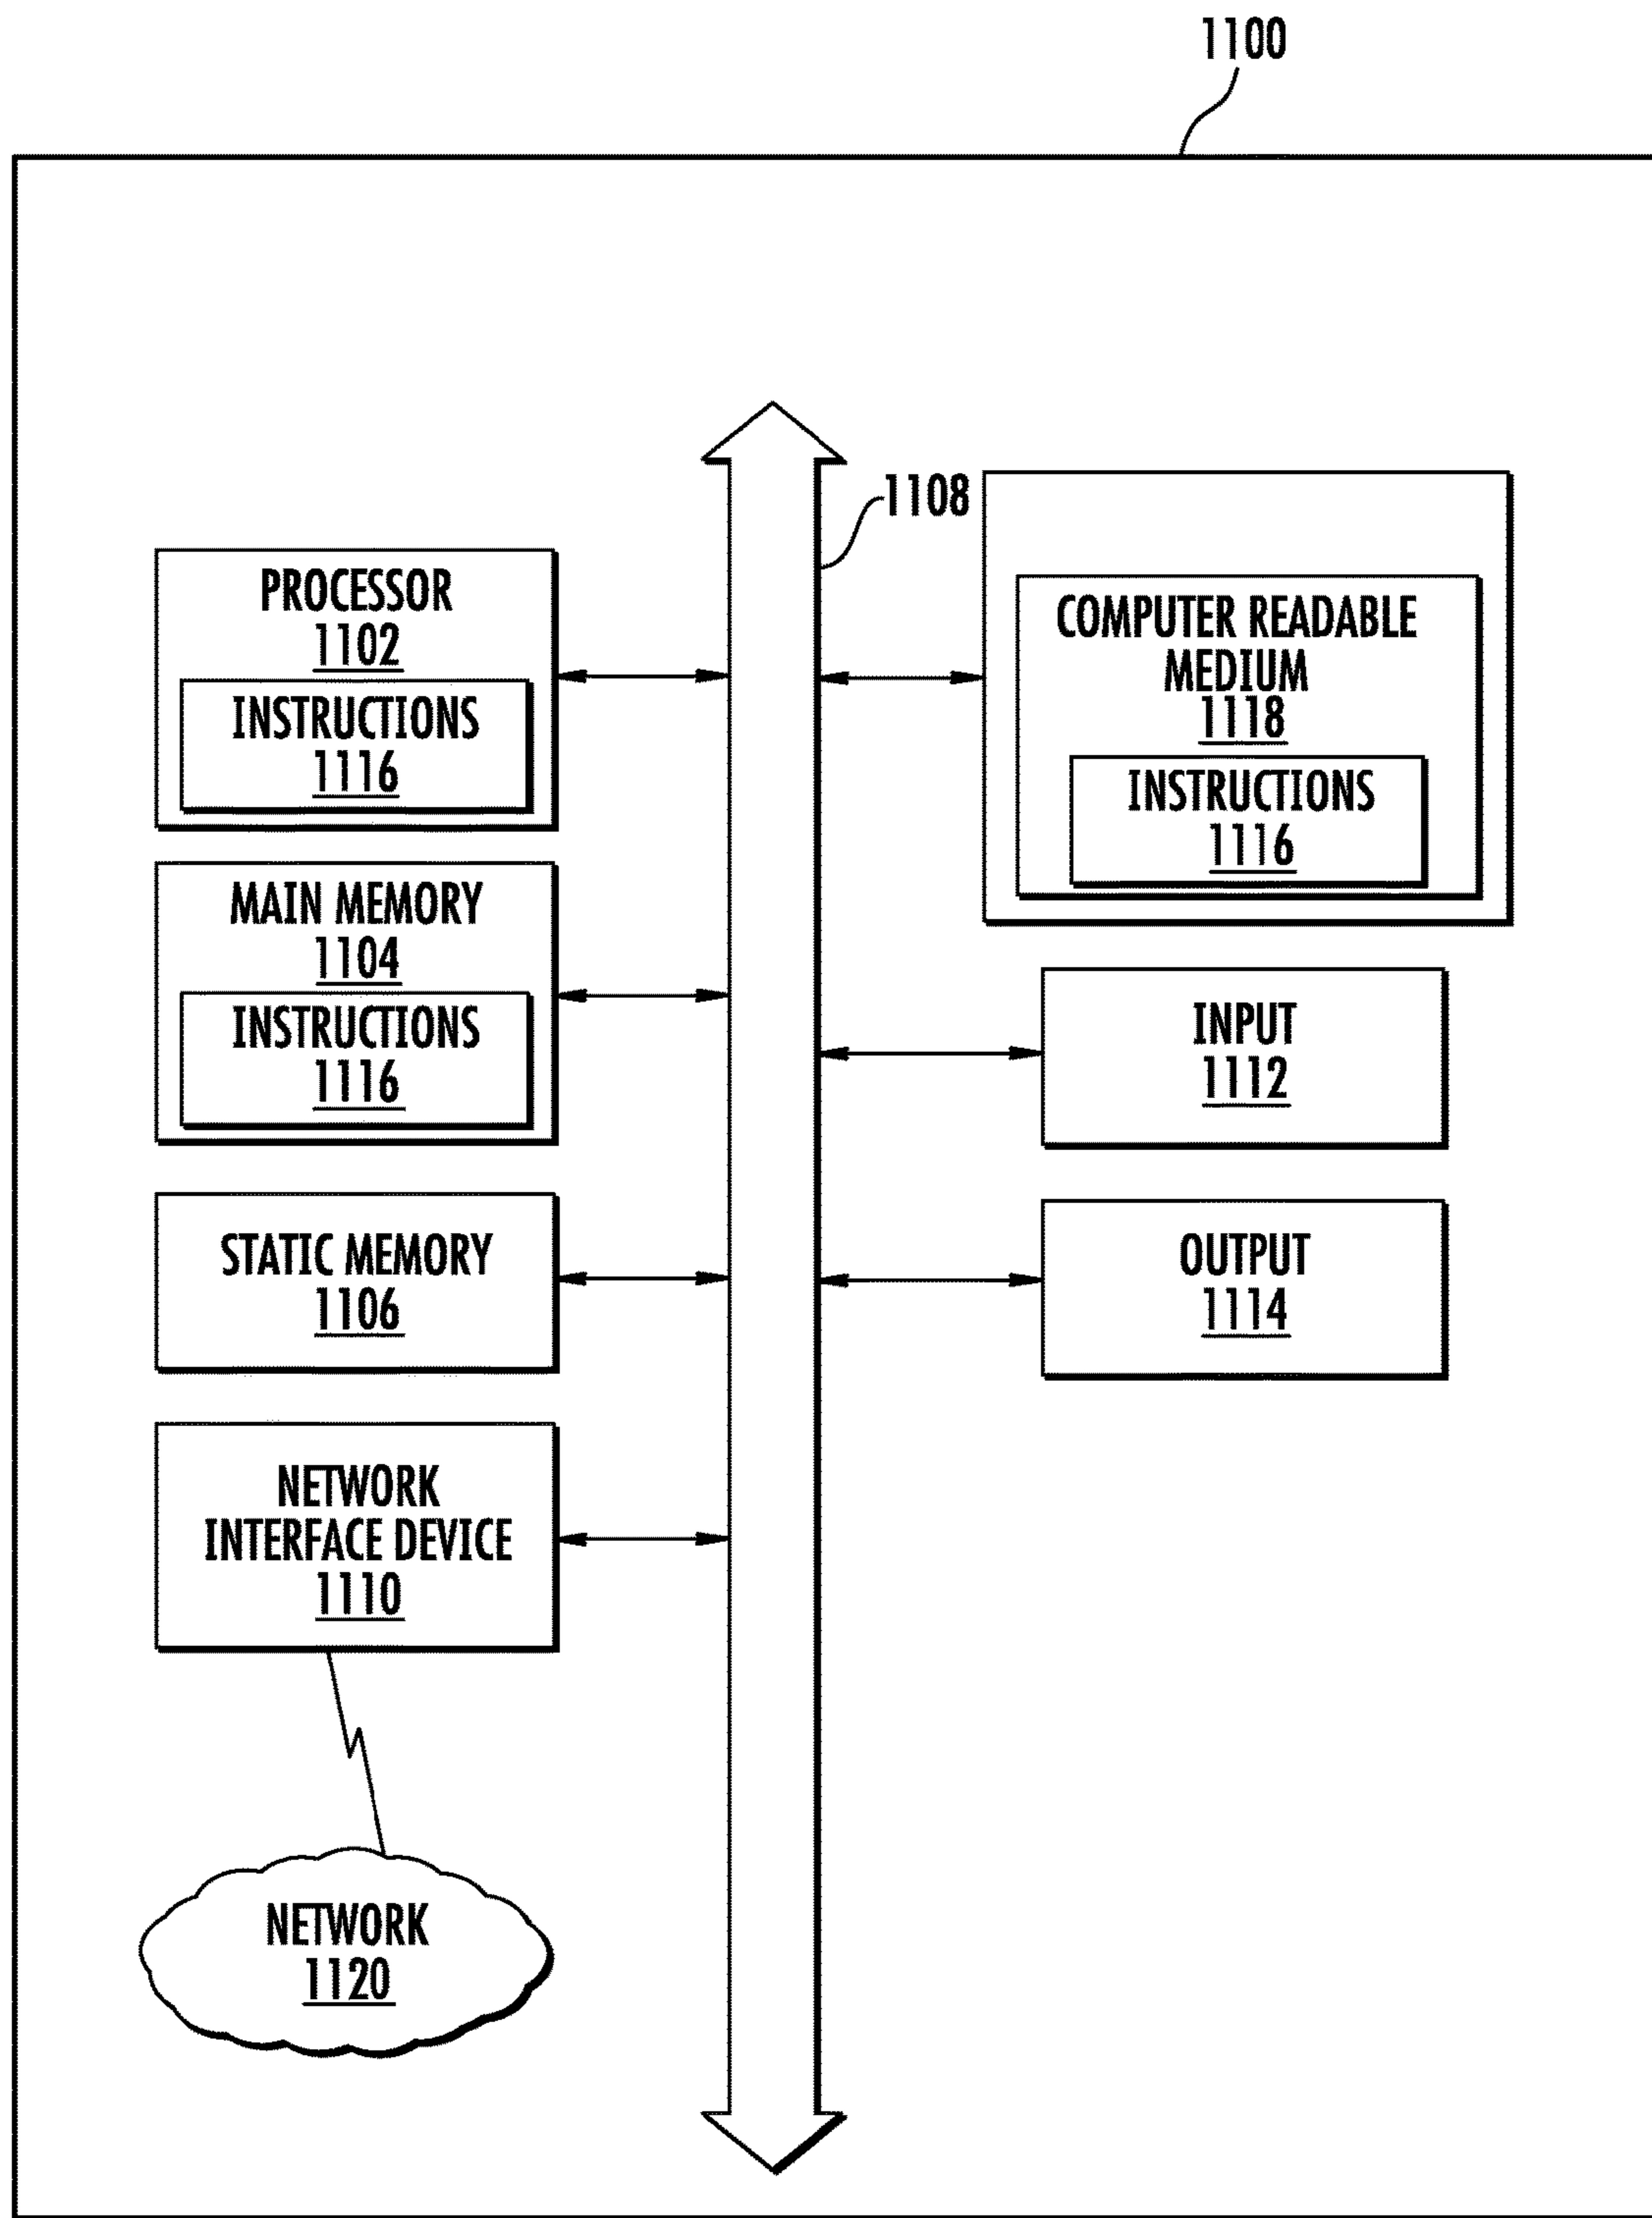 1100
1108
PROCESSOR
1102
INSTRUCTIONS
1116
MAIN MEMORY
1104
INSTRUCTIONS
1116
STATIC MEMORY
1106
NETWORK
INTERFACE DEVICE
1110
NETWORK
1120
COMPUTER READABLE
MEDIUM
1118
INSTRUCTIONS
1116
INPUT
1112
OUTPUT
1114